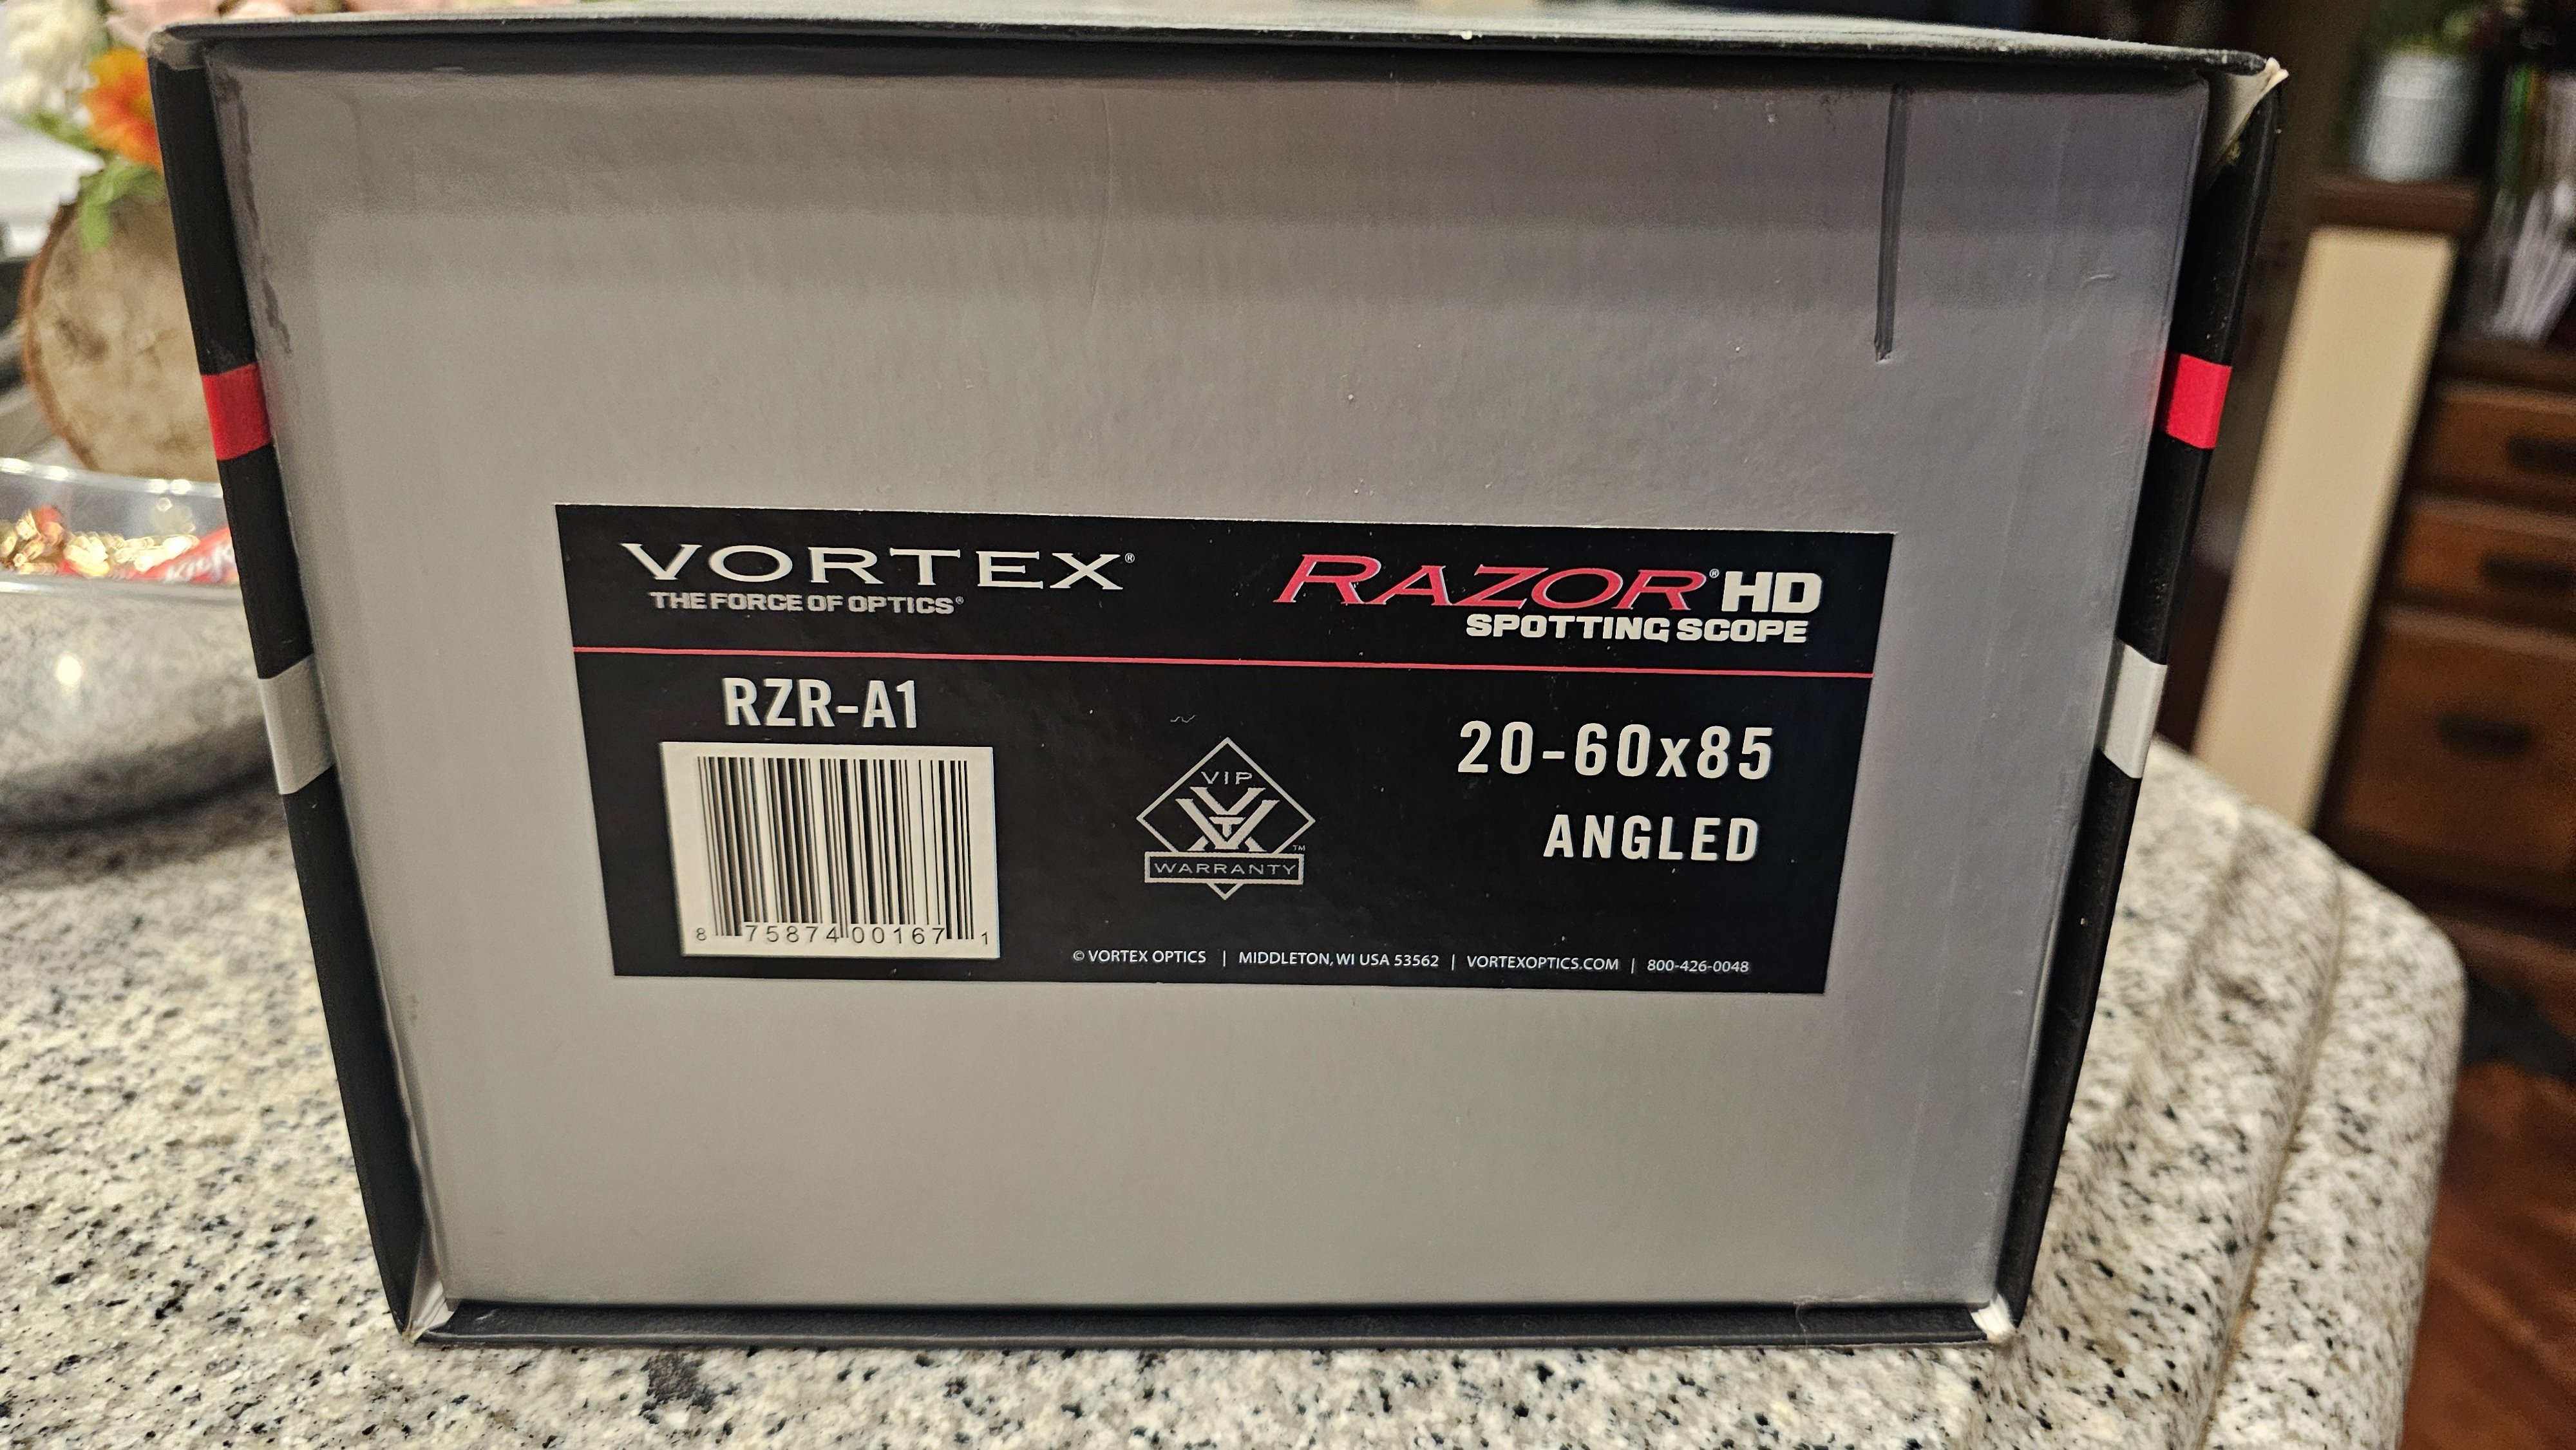 VORTEX®
THE FORCE OF OPTICS®
RAZOR® HD
SPOTTING SCOPE
RZR-A1
8 75874 00167 1
VIP
WARRANTY
™
20-60x85
ANGLED
© VORTEX OPTICS | MIDDLETON, WI USA 53562 | VORTEXOPTICS.COM | 800-426-0048